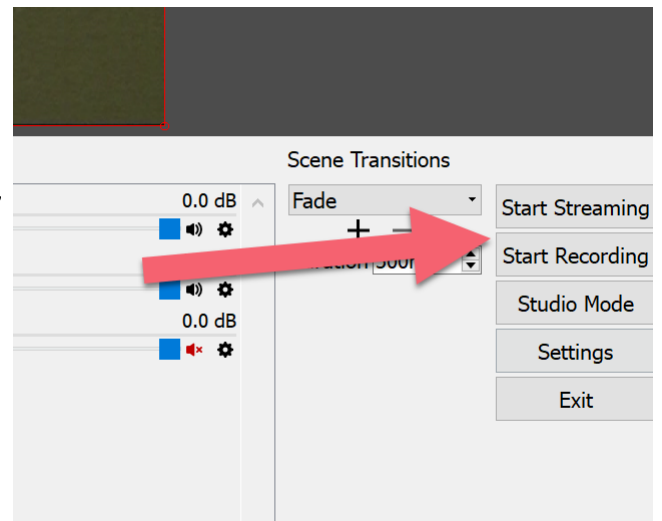 Scene Transitions
0.0 dB
Fade
Start Streaming
Start Recording
Studio Mode
0.0 dB
Settings
Exit